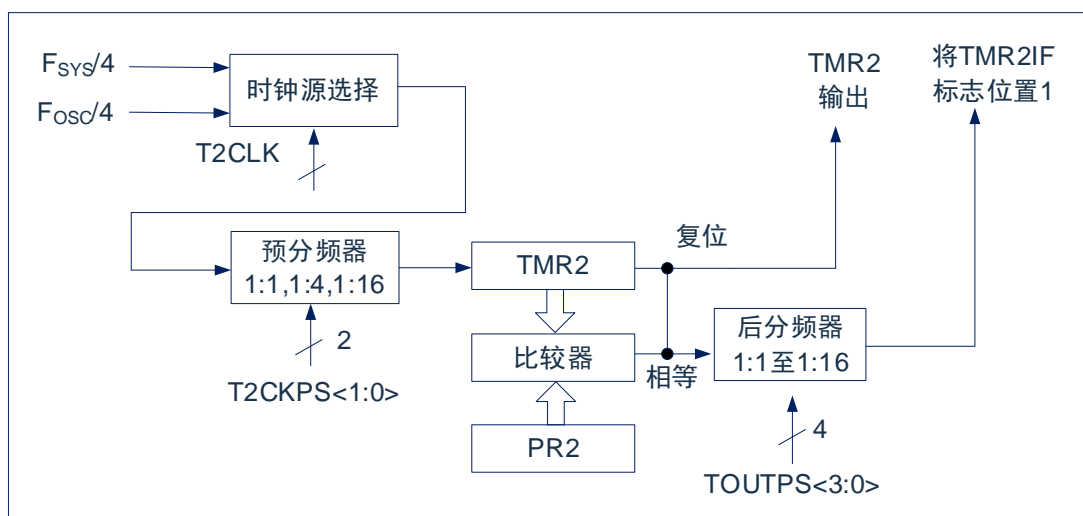 FSYS/4
FOSC/4
时钟源选择
T2CLK
TMR2
输出
将TMR2IF
标志位置1
预分频器
1:1,1:4,1:16
2
T2CKPS<1:0>
TMR2
复位
比较器
相等
PR2
后分频器
1:1至1:16
4
TOUTPS<3:0>